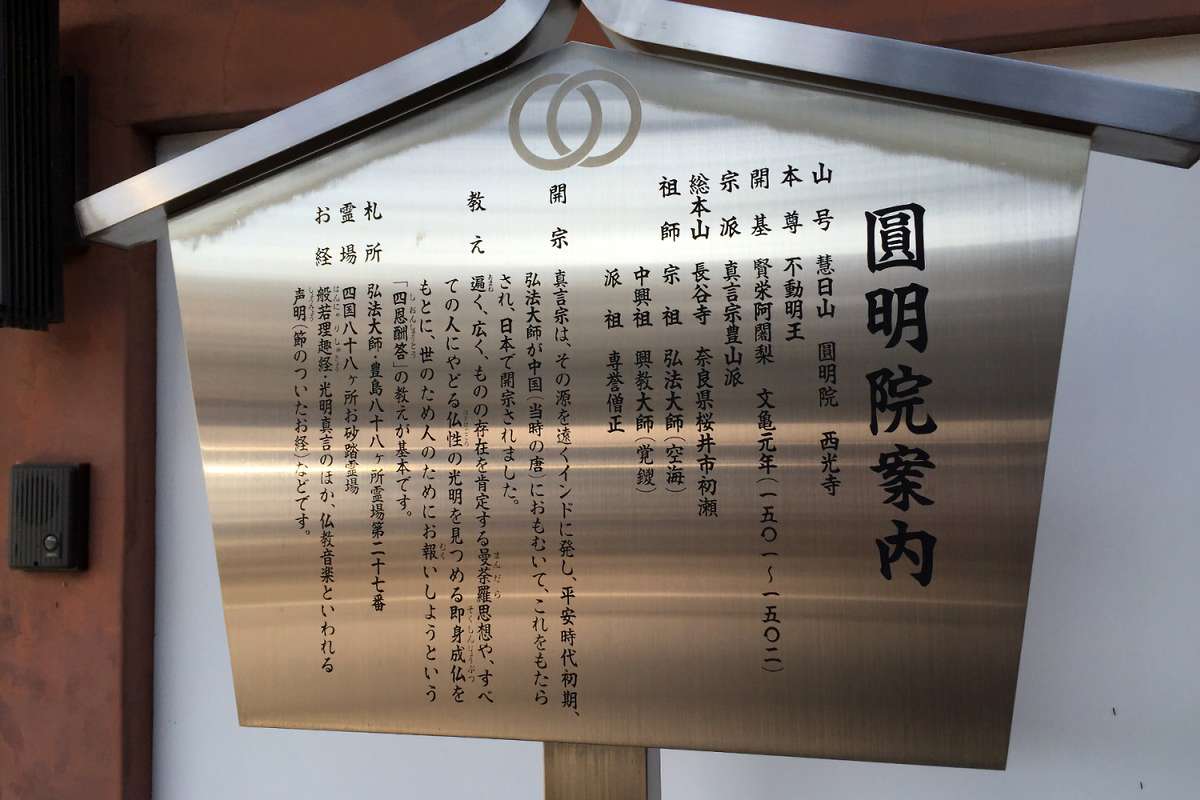 圓明院案内
山号 慧日山 圓明院 西光寺
本尊 不動明王
開基 賢栄阿闍梨 文亀元年(一五〇一～一五〇二)
宗派 真言宗豊山派
総本山 長谷寺 奈良県桜井市初瀬
祖師 宗祖 弘法大師(空海)
中興祖 興教大師(覚鑁)
派祖 専誉僧正
開宗 真言宗は、その源を遠くインドに発し、平安時代初期、
弘法大師が中国(当時の唐)におもむいて、これをもたら
され、日本で開宗されました。
教え 遍く、広く、ものの存在を肯定する曼荼羅思想や、すべ
ての人にやどる仏性の光明を見つめる即身成仏を
もとに、世のため人のためにお報いしようという
「四恩酬答」の教えが基本です。
札所 弘法大師・豊島八十八ヶ所霊場第二十七番
霊場 四国八十八ヶ所お砂踏霊場
お経 般若理趣経・光明真言のほか、仏教音楽といわれる
声明(節のついたお経)などです。